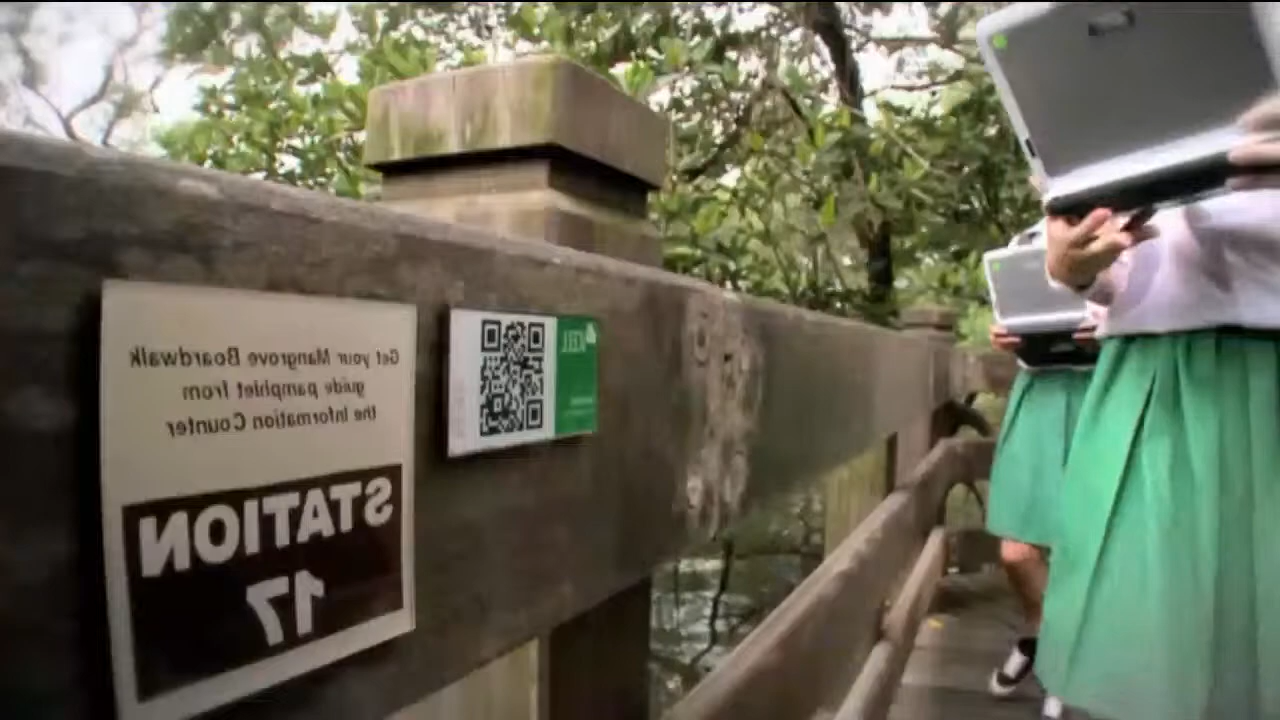 Get your Mangrove Boardwalk
guide pamphlet from
the Information Counter
STATION
17